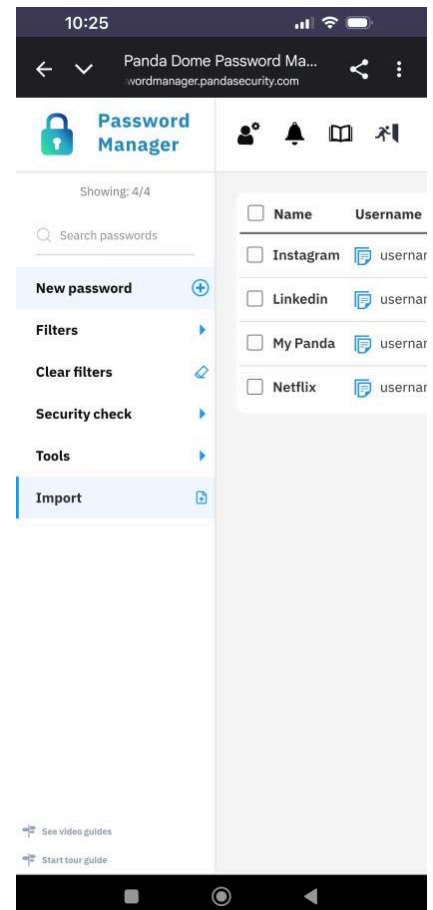 10:25
Panda Dome Password Ma...
wordmanager.pandasecurity.com
Password
Manager
Showing: 4/4
Search passwords
New password
Filters
Clear filters
Security check
Tools
Import
See video guides
Start tour guide
Name Username
Instagram usernar
Linkedin usernar
My Panda usernar
Netflix usernar